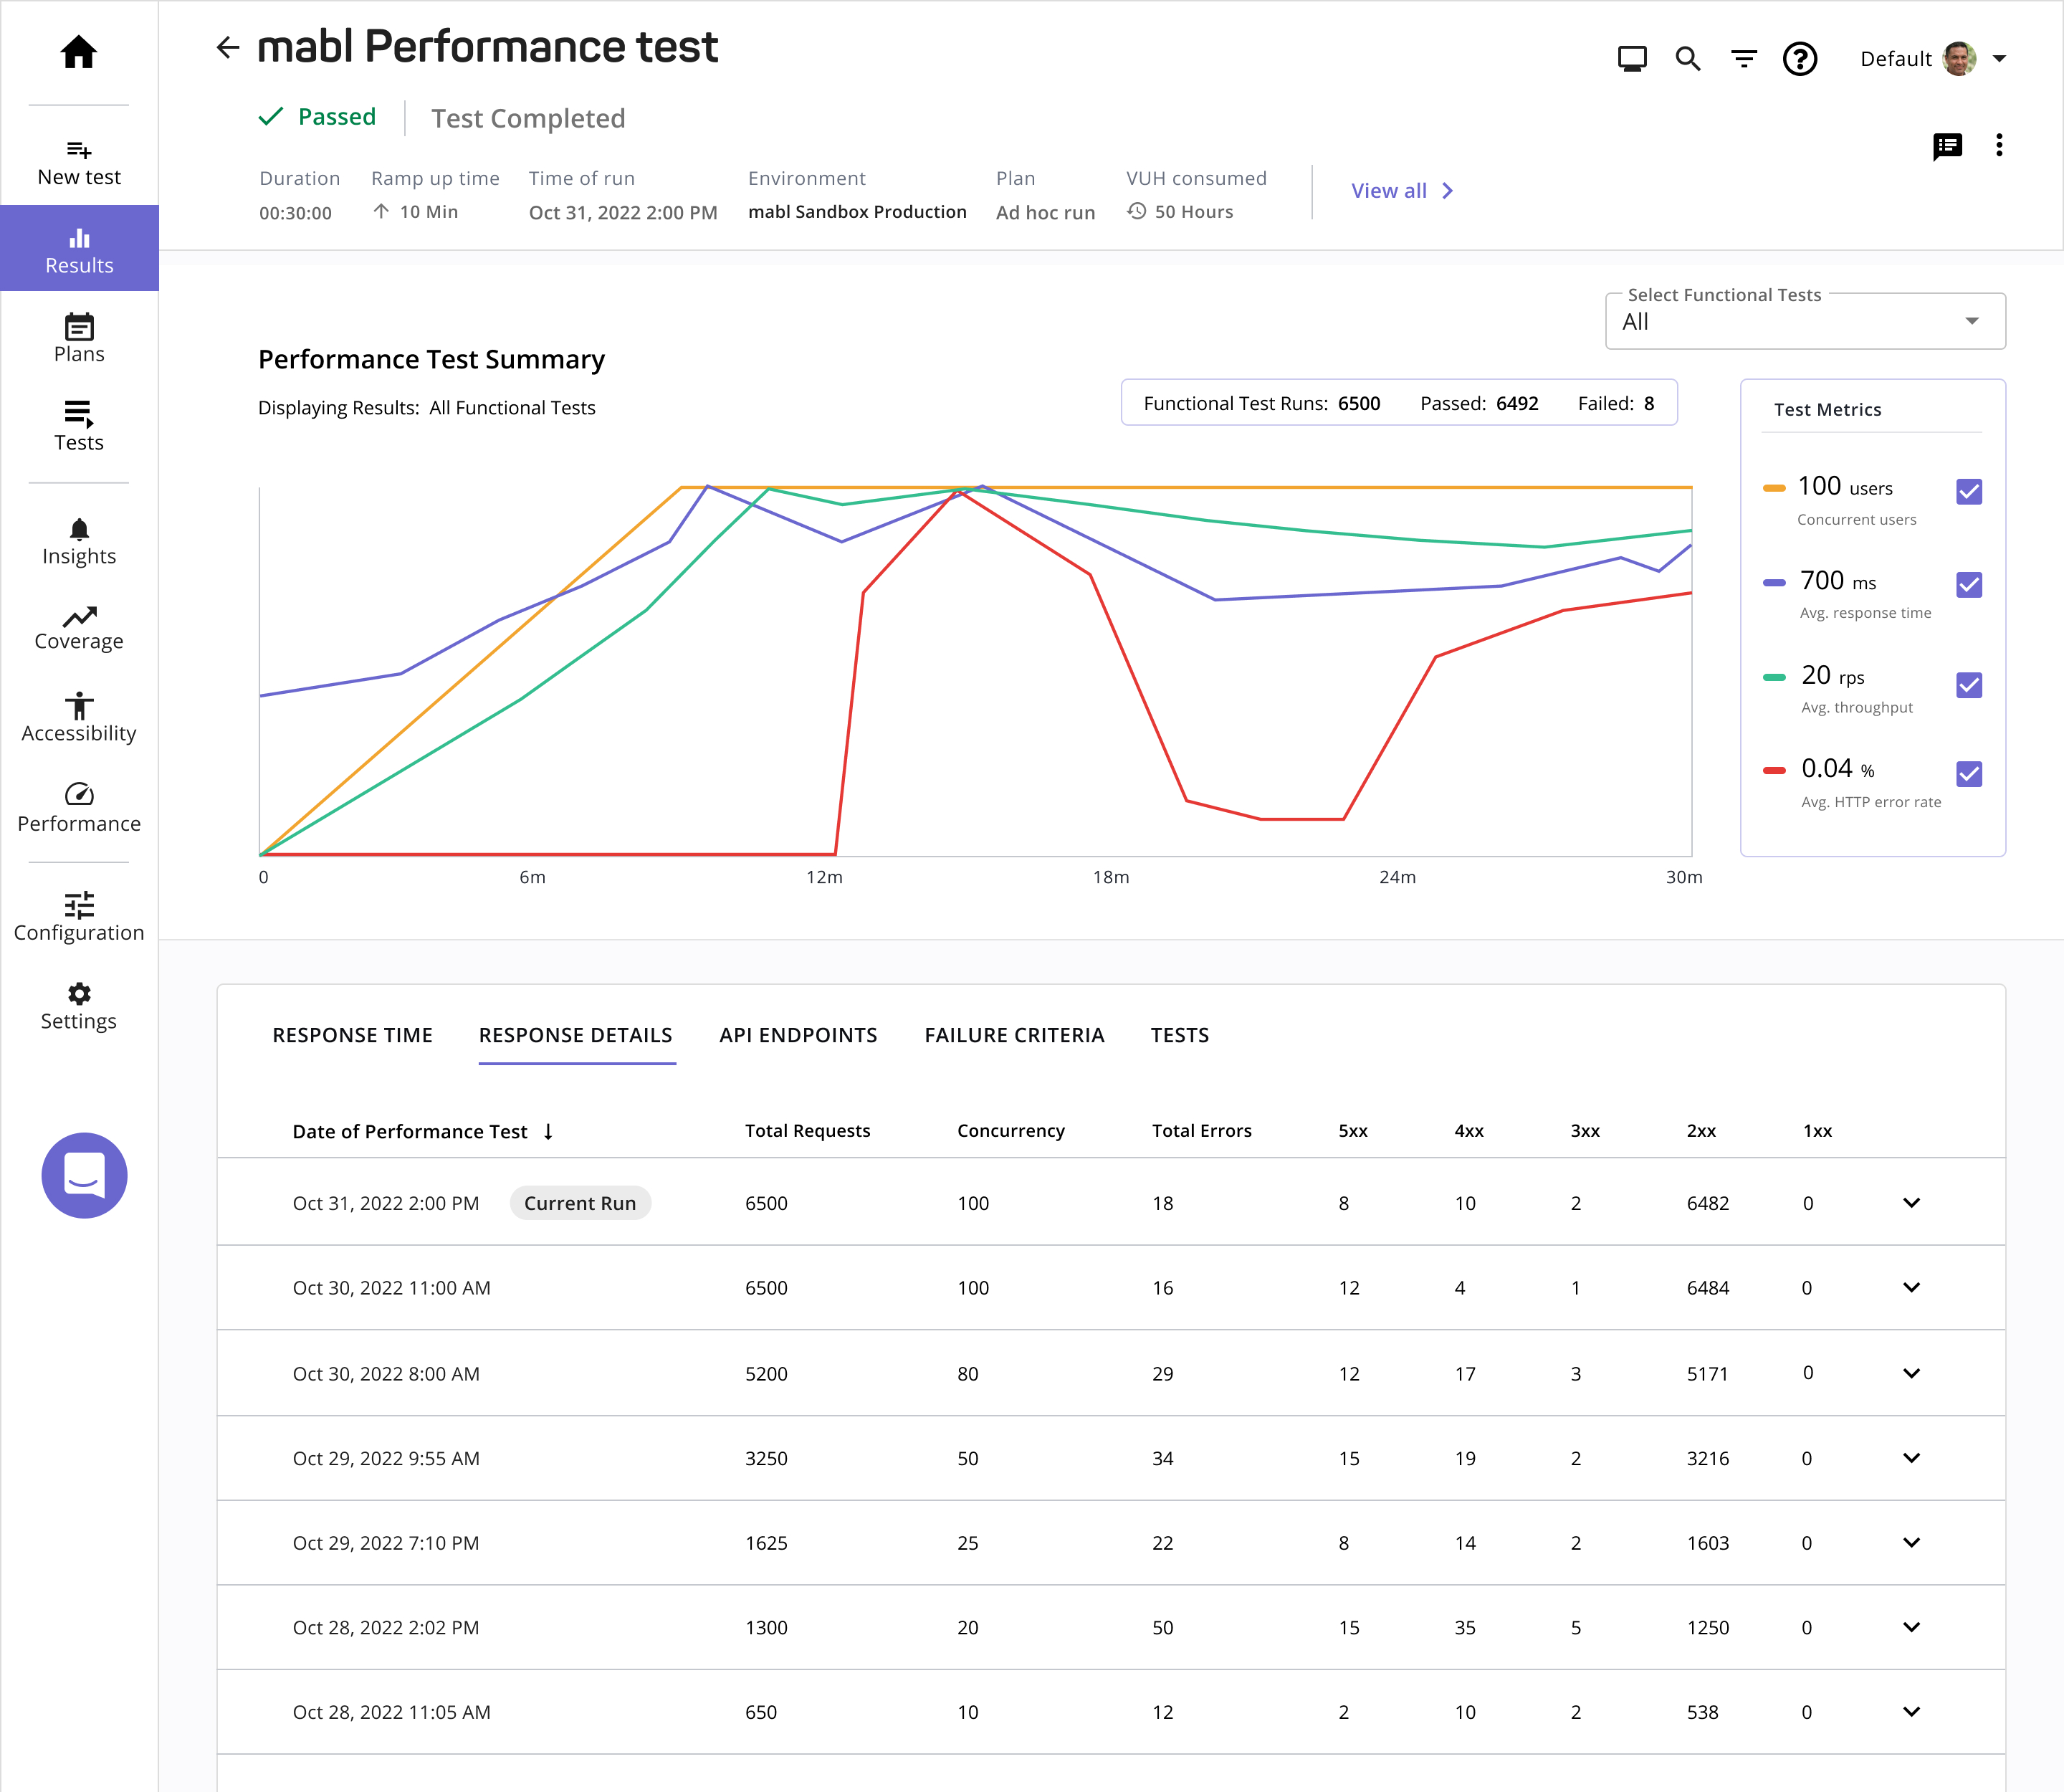 mabl Performance test
Default
Passed
Test Completed
Duration
Ramp up time
Time of run
Environment
Plan
VUH consumed
00:30:00
10 Min
Oct 31, 2022 2:00 PM
mabl Sandbox Production
Ad hoc run
50 Hours
View all
New test
Results
Plans
Tests
Insights
Coverage
Accessibility
Performance
Configuration
Settings
Select Functional Tests
All
Performance Test Summary
Displaying Results: All Functional Tests
Functional Test Runs: 6500 Passed: 6492 Failed: 8
Test Metrics
100 users
Concurrent users
700 ms
Avg. response time
20 rps
Avg. throughput
0.04 %
Avg. HTTP error rate
0 6m 12m 18m 24m 30m
RESPONSE TIME RESPONSE DETAILS API ENDPOINTS FAILURE CRITERIA TESTS
Date of Performance Test Total Requests Concurrency Total Errors 5xx 4xx 3xx 2xx 1xx
Oct 31, 2022 2:00 PM Current Run 6500 100 18 8 10 2 6482 0
Oct 30, 2022 11:00 AM 6500 100 16 12 4 1 6484 0
Oct 30, 2022 8:00 AM 5200 80 29 12 17 3 5171 0
Oct 29, 2022 9:55 AM 3250 50 34 15 19 2 3216 0
Oct 29, 2022 7:10 PM 1625 25 22 8 14 2 1603 0
Oct 28, 2022 2:02 PM 1300 20 50 15 35 5 1250 0
Oct 28, 2022 11:05 AM 650 10 12 2 10 2 538 0